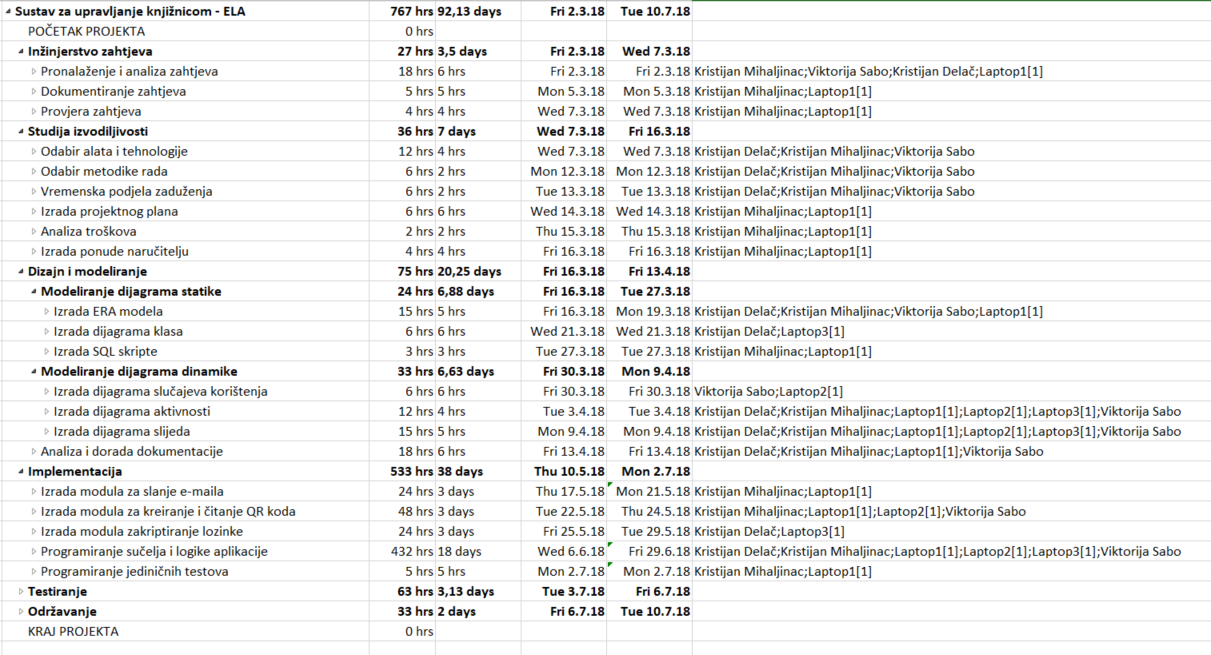 Sustav za upravljanje knjižnicom - ELA 767 hrs 92,13 days Fri 2.3.18 Tue 10.7.18
POČETAK PROJEKTA 0 hrs
Inžinjerstvo zahtjeva 27 hrs 3,5 days Fri 2.3.18 Wed 7.3.18
Pronalaženje i analiza zahtjeva 18 hrs 6 hrs Fri 2.3.18 Fri 2.3.18 Kristijan Mihaljinac;Viktorija Sabo;Kristijan Delač;Laptop1[1]
Dokumentiranje zahtjeva 5 hrs 5 hrs Mon 5.3.18 Mon 5.3.18 Kristijan Mihaljinac;Laptop1[1]
Provjera zahtjeva 4 hrs 4 hrs Wed 7.3.18 Wed 7.3.18 Kristijan Mihaljinac;Laptop1[1]
Studija izvodiljivosti 36 hrs 7 days Wed 7.3.18 Fri 16.3.18
Odabir alata i tehnologije 12 hrs 4 hrs Wed 7.3.18 Wed 7.3.18 Kristijan Delač;Kristijan Mihaljinac;Viktorija Sabo
Odabir metodike rada 6 hrs 2 hrs Mon 12.3.18 Mon 12.3.18 Kristijan Delač;Kristijan Mihaljinac;Viktorija Sabo
Vremenska podjela zaduženja 6 hrs 2 hrs Tue 13.3.18 Tue 13.3.18 Kristijan Delač;Kristijan Mihaljinac;Viktorija Sabo
Izrada projektnog plana 6 hrs 6 hrs Wed 14.3.18 Wed 14.3.18 Kristijan Mihaljinac;Laptop1[1]
Analiza troškova 2 hrs 2 hrs Thu 15.3.18 Thu 15.3.18 Kristijan Mihaljinac;Laptop1[1]
Izrada ponude naručitelju 4 hrs 4 hrs Fri 16.3.18 Fri 16.3.18 Kristijan Mihaljinac;Laptop1[1]
Dizajn i modeliranje 75 hrs 20,25 days Fri 16.3.18 Fri 13.4.18
Modeliranje dijagrama statike 24 hrs 6,88 days Fri 16.3.18 Tue 27.3.18
Izrada ERA modela 15 hrs 5 hrs Fri 16.3.18 Mon 19.3.18 Kristijan Delač;Kristijan Mihaljinac;Viktorija Sabo;Laptop1[1]
Izrada dijagrama klasa 6 hrs 6 hrs Wed 21.3.18 Wed 21.3.18 Kristijan Delač;Laptop3[1]
Izrada SQL skripte 3 hrs 3 hrs Tue 27.3.18 Tue 27.3.18 Kristijan Mihaljinac;Laptop1[1]
Modeliranje dijagrama dinamike 33 hrs 6,63 days Fri 30.3.18 Mon 9.4.18
Izrada dijagrama slučajeva korištenja 6 hrs 6 hrs Fri 30.3.18 Fri 30.3.18 Viktorija Sabo;Laptop2[1]
Izrada dijagrama aktivnosti 12 hrs 4 hrs Tue 3.4.18 Tue 3.4.18 Kristijan Delač;Kristijan Mihaljinac;Laptop1[1];Laptop2[1];Laptop3[1];Viktorija Sabo
Izrada dijagrama slijeda 15 hrs 5 hrs Mon 9.4.18 Mon 9.4.18 Kristijan Delač;Kristijan Mihaljinac;Laptop1[1];Laptop2[1];Laptop3[1];Viktorija Sabo
Analiza i dorada dokumentacije 18 hrs 6 hrs Fri 13.4.18 Fri 13.4.18 Kristijan Delač;Kristijan Mihaljinac;Laptop1[1];Viktorija Sabo
Implementacija 533 hrs 38 days Thu 10.5.18 Mon 2.7.18
Izrada modula za slanje e-maila 24 hrs 3 days Thu 17.5.18 Mon 21.5.18 Kristijan Mihaljinac;Laptop1[1]
Izrada modula za kreiranje i čitanje QR koda 48 hrs 3 days Tue 22.5.18 Thu 24.5.18 Kristijan Mihaljinac;Laptop1[1];Laptop2[1];Viktorija Sabo
Izrada modula zakriptiranje lozinke 24 hrs 3 days Fri 25.5.18 Tue 29.5.18 Kristijan Delač;Laptop3[1]
Programiranje sučelja i logike aplikacije 432 hrs 18 days Wed 6.6.18 Fri 29.6.18 Kristijan Delač;Kristijan Mihaljinac;Laptop1[1];Laptop2[1];Laptop3[1];Viktorija Sabo
Programiranje jediničnih testova 5 hrs 5 hrs Mon 2.7.18 Mon 2.7.18 Kristijan Mihaljinac;Laptop1[1]
Testiranje 63 hrs 3,13 days Tue 3.7.18 Fri 6.7.18
Održavanje 33 hrs 2 days Fri 6.7.18 Tue 10.7.18
KRAJ PROJEKTA 0 hrs